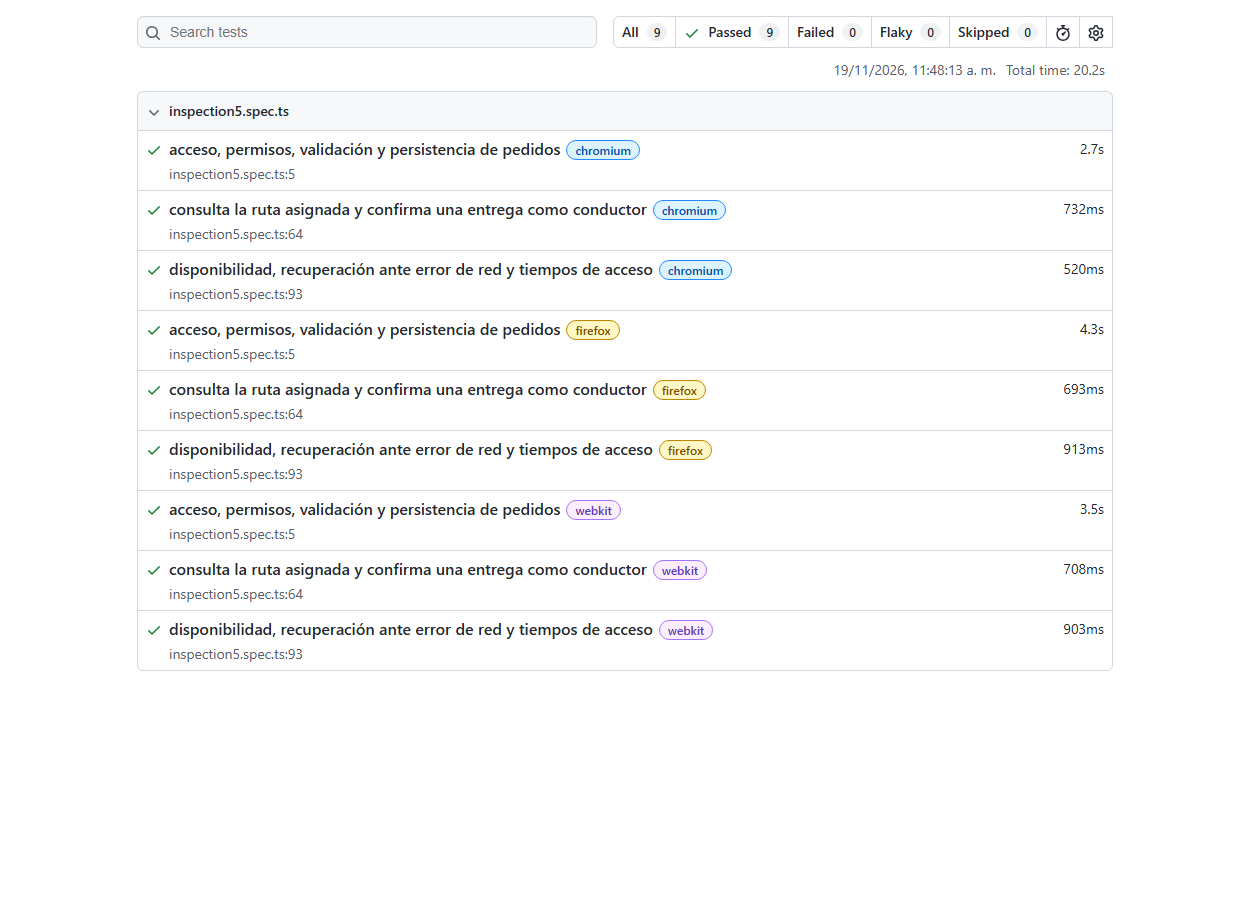 Search tests
All 9 Passed 9 Failed 0 Flaky 0 Skipped 0
19/11/2026, 11:48:13 a. m. Total time: 20.2s
inspection5.spec.ts
acceso, permisos, validación y persistencia de pedidos chromium 2.7s
inspection5.spec.ts:5
consulta la ruta asignada y confirma una entrega como conductor chromium 732ms
inspection5.spec.ts:64
disponibilidad, recuperación ante error de red y tiempos de acceso chromium 520ms
inspection5.spec.ts:93
acceso, permisos, validación y persistencia de pedidos firefox 4.3s
inspection5.spec.ts:5
consulta la ruta asignada y confirma una entrega como conductor firefox 693ms
inspection5.spec.ts:64
disponibilidad, recuperación ante error de red y tiempos de acceso firefox 913ms
inspection5.spec.ts:93
acceso, permisos, validación y persistencia de pedidos webkit 3.5s
inspection5.spec.ts:5
consulta la ruta asignada y confirma una entrega como conductor webkit 708ms
inspection5.spec.ts:64
disponibilidad, recuperación ante error de red y tiempos de acceso webkit 903ms
inspection5.spec.ts:93